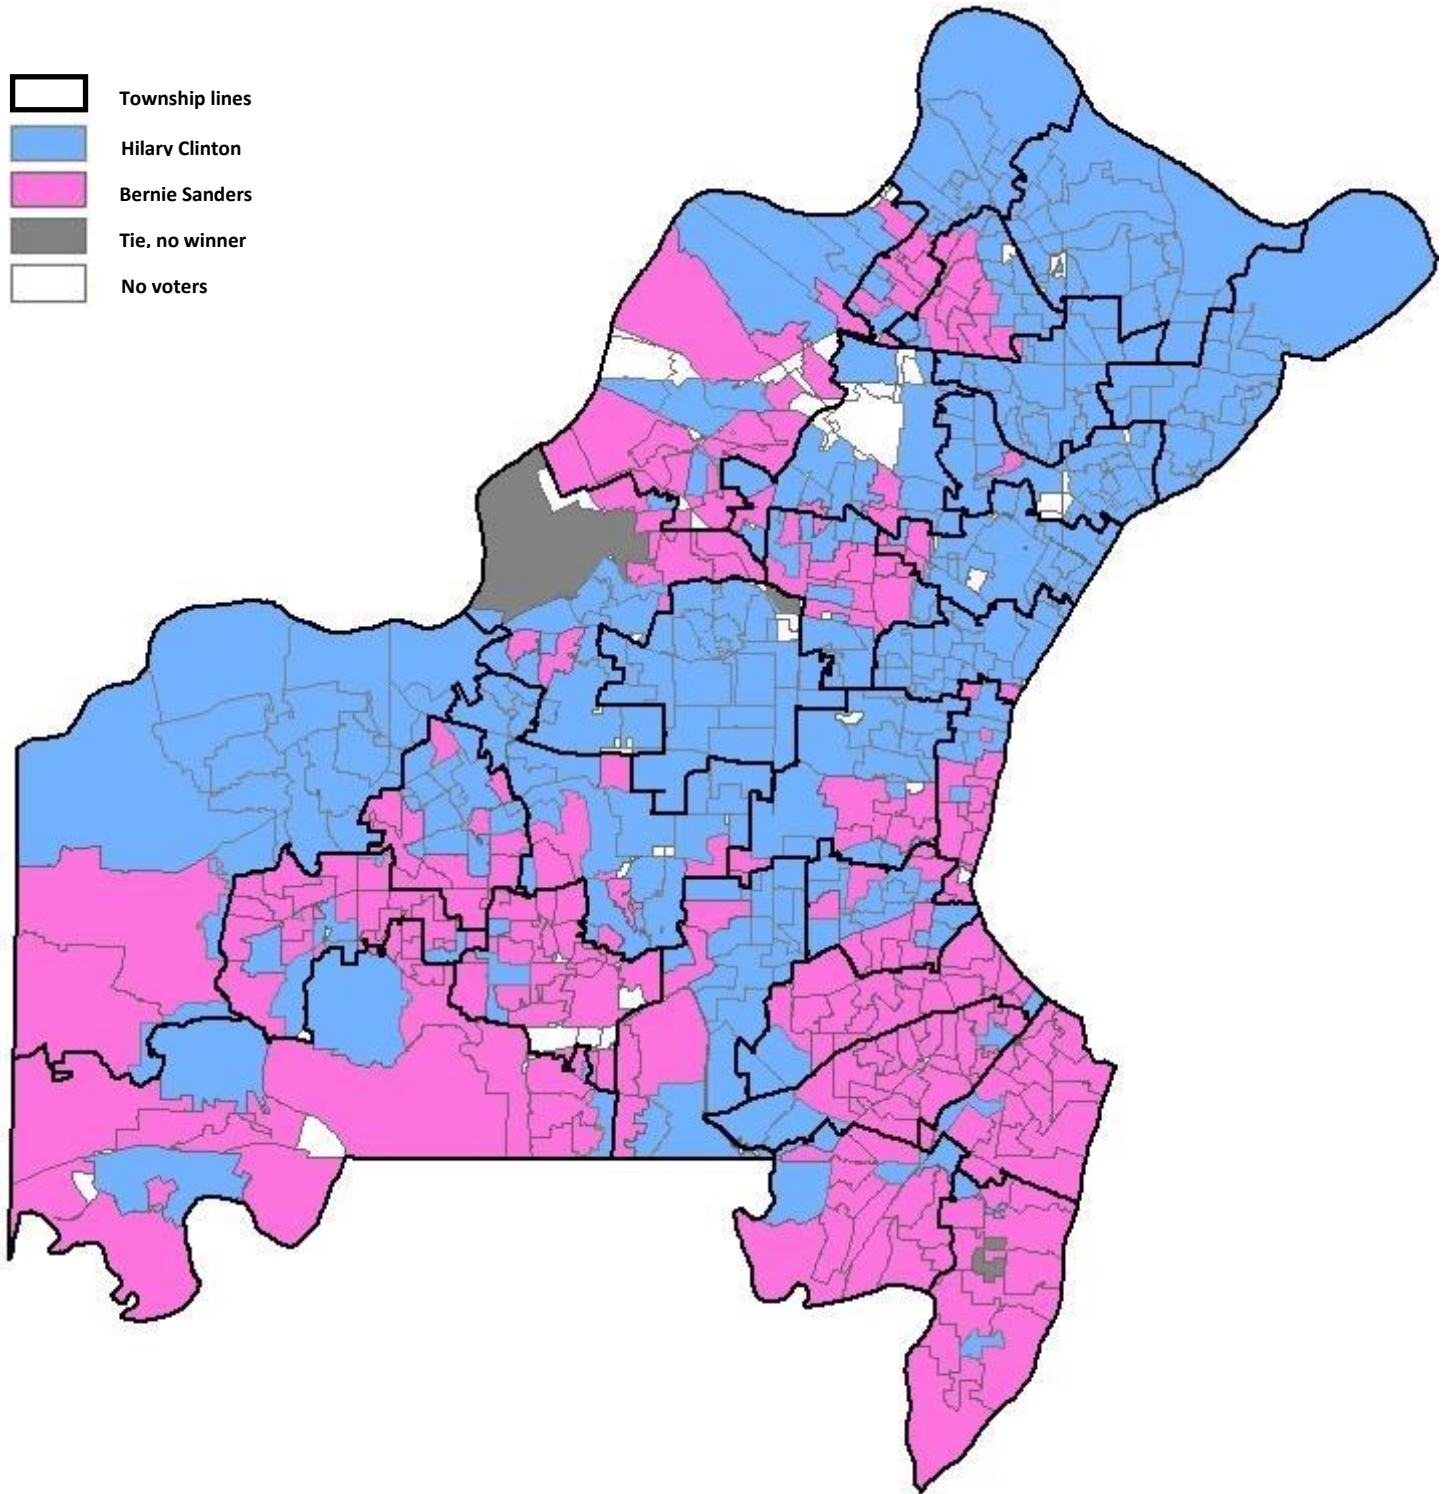 Township lines
Hilary Clinton
Bernie Sanders
Tie, no winner
No voters